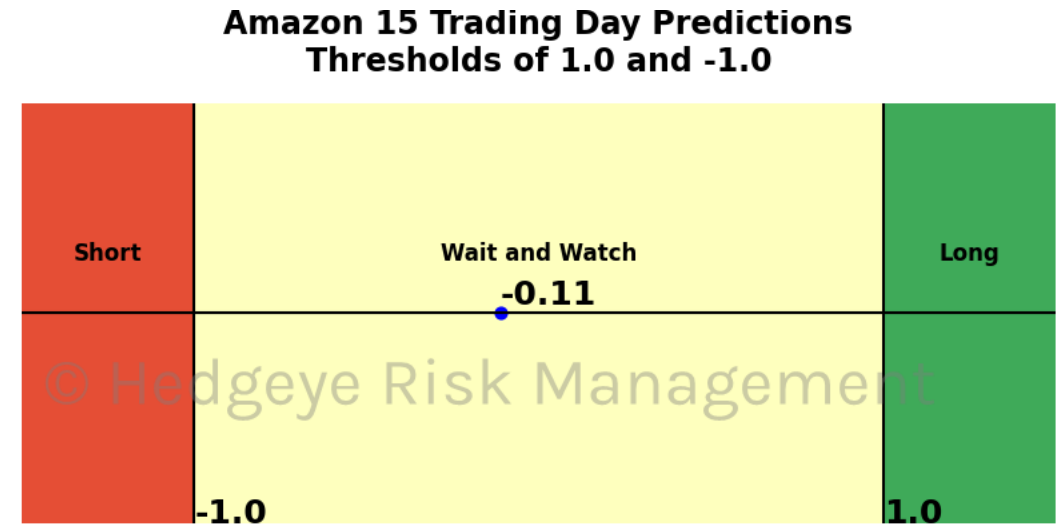 Amazon 15 Trading Day Predictions
Thresholds of 1.0 and -1.0
Short
Wait and Watch
Long
-0.11
© Hedgeye Risk Management
-1.0
1.0